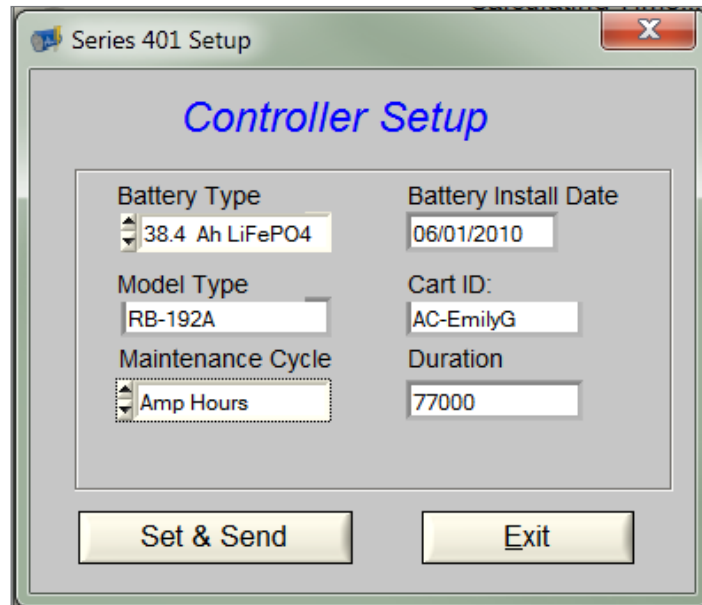 Series 401 Setup
Controller Setup
Battery Type
38.4 Ah LiFePO4
Battery Install Date
06/01/2010
Model Type
RB-192A
Cart ID:
AC-EmilyG
Maintenance Cycle
Amp Hours
Duration
77000
Set & Send
Exit